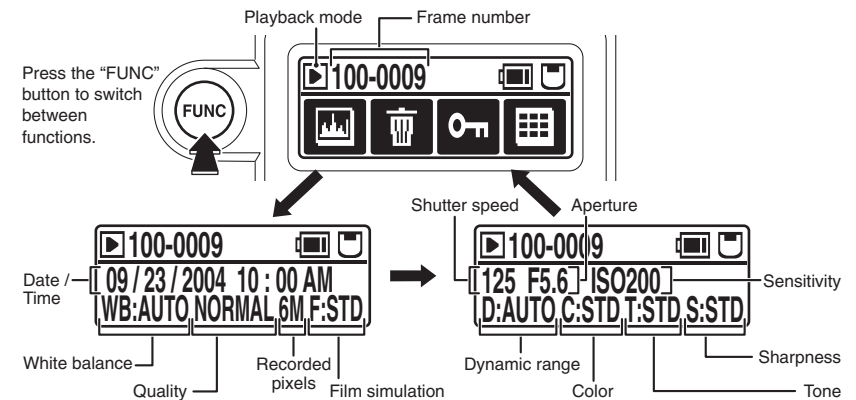 Playback mode
Frame number
Press the “FUNC”
button to switch
between
functions.
FUNC
100-0009
Shutter speed
Aperture
100-0009
Date /
Time
09 / 23 / 2004 10 : 00 AM
WB:AUTO NORMAL 6M F:STD
White balance
Quality
Recorded
pixels
Film simulation
100-0009
125 F5.6 ISO200
D:AUTO C:STD T:STD S:STD
Sensitivity
Dynamic range
Color
Sharpness
Tone